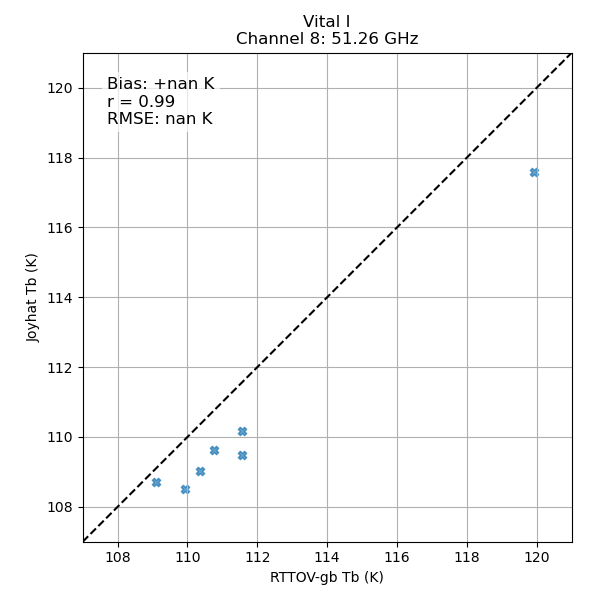 Vital I
Channel 8: 51.26 GHz
Bias: +nan K
r = 0.99
RMSE: nan K
120
118
116
114
112
110
108
Joyhat Tb (K)
108 110 112 114 116 118 120
RTTOV-gb Tb (K)